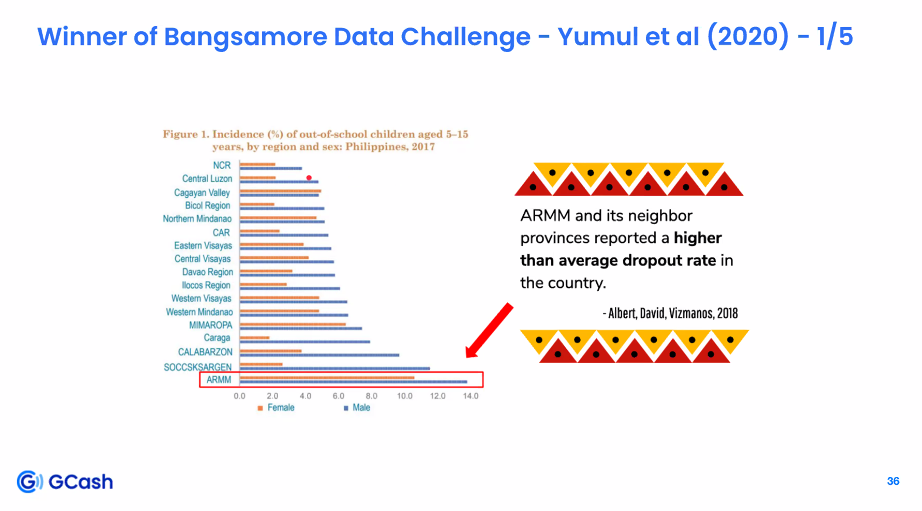 Winner of Bangsamore Data Challenge - Yumul et al (2020) - 1/5
Figure 1. Incidence (%) of out-of-school children aged 5–15
years, by region and sex: Philippines, 2017
NCR
Central Luzon
Cagayan Valley
Bicol Region
Northern Mindanao
CAR
Eastern Visayas
Central Visayas
Davao Region
Ilocos Region
Western Visayas
Western Mindanao
MIMAROPA
Caraga
CALABARZON
SOCCSKSARGEN
ARMM
0.0 2.0 4.0 6.0 8.0 10.0 12.0 14.0
Female Male
ARMM and its neighbor
provinces reported a higher
than average dropout rate in
the country.
- Albert, David, Vizmanos, 2018
GCash
36